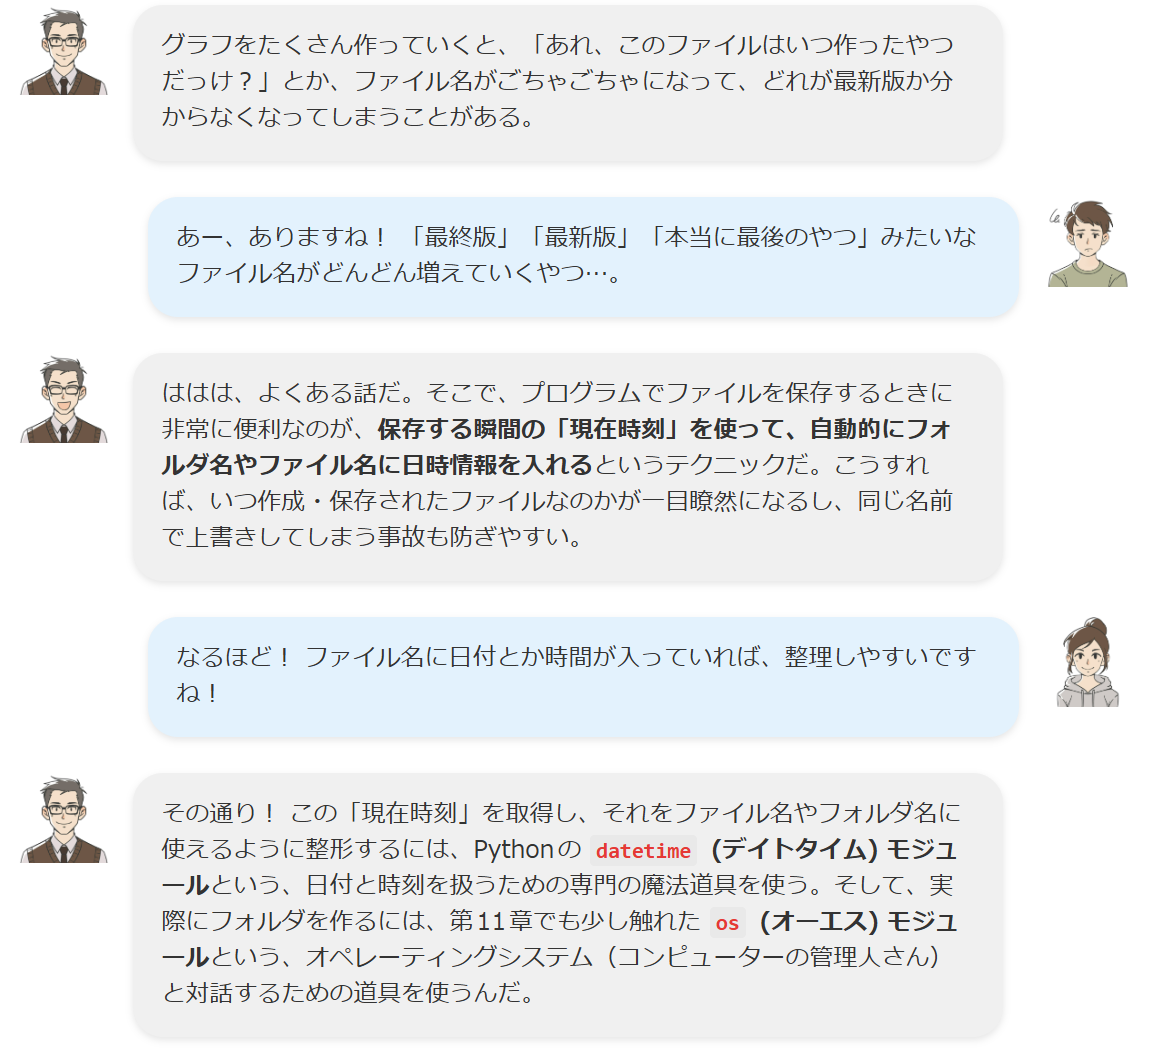 グラフをたくさん作っていくと、「あれ、このファイルはいつ作ったやつ
だっけ？」とか、ファイル名がごちゃごちゃになって、どれが最新版か分
からなくなってしまうことがある。
あー、ありますね！ 「最終版」「最新版」「本当に最後のやつ」みたいな
ファイル名がどんどん増えていくやつ…。
ははは、よくある話だ。そこで、プログラムでファイルを保存するときに
非常に便利なのが、保存する瞬間の「現在時刻」を使って、自動的にフォ
ルダ名やファイル名に日時情報を入れるというテクニックだ。こうすれ
ば、いつ作成・保存されたファイルなのかが一目瞭然になるし、同じ名前
で上書きしてしまう事故も防ぎやすい。
なるほど！ ファイル名に日付とか時間が入っていれば、整理しやすいです
ね！
その通り！ この「現在時刻」を取得し、それをファイル名やフォルダ名に
使えるように整形するには、Pythonの datetime (デイトタイム) モジュ
ールという、日付と時刻を扱うための専門の魔法道具を使う。そして、実
際にフォルダを作るには、第11章でも少し触れた os (オーエス) モジュ
ールという、オペレーティングシステム（コンピューターの管理人さん）
と対話するための道具を使うんだ。